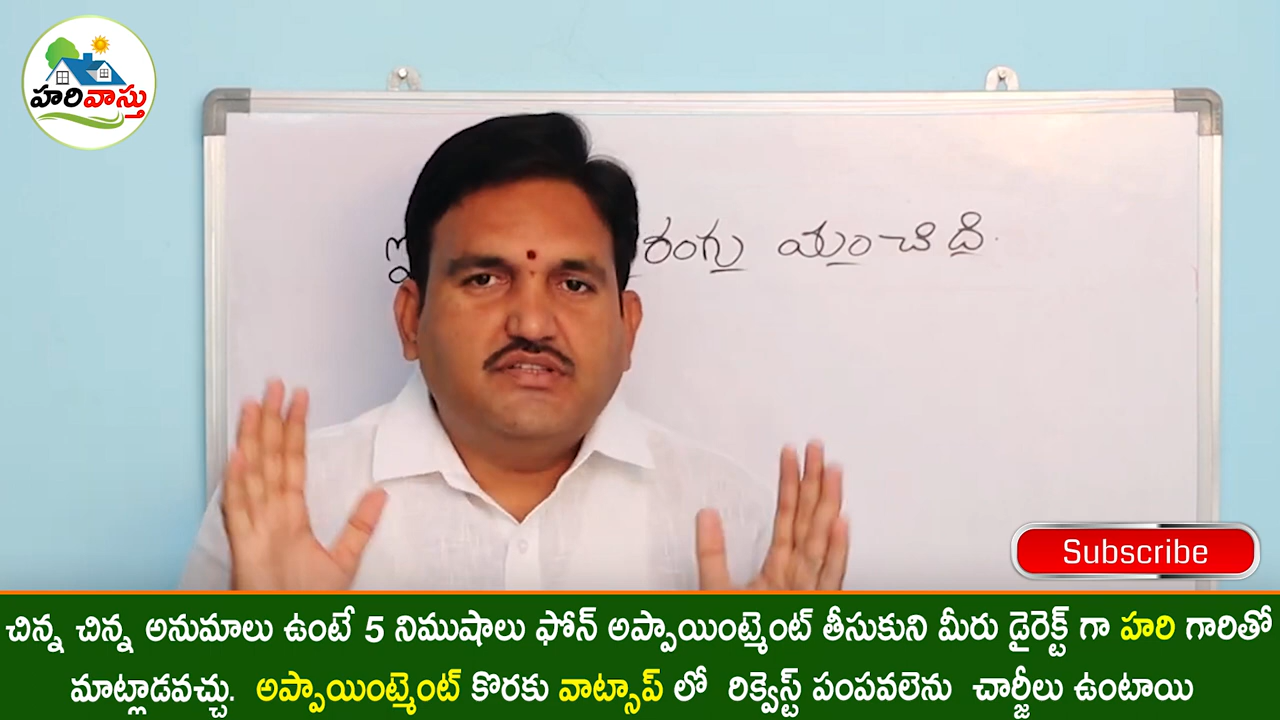 హరివాస్తు
రంగు మంచిది.
Subscribe
చిన్న చిన్న అనుమాలు ఉంటే 5 నిముషాలు ఫోన్ అప్పాయింట్మెంట్ తీసుకుని మీరు డైరెక్ట్ గా హరి గారితో
మాట్లాడవచ్చు. అప్పాయింట్మెంట్ కొరకు వాట్సాప్ లో రిక్వెస్ట్ పంపవలెను చార్జీలు ఉంటాయి